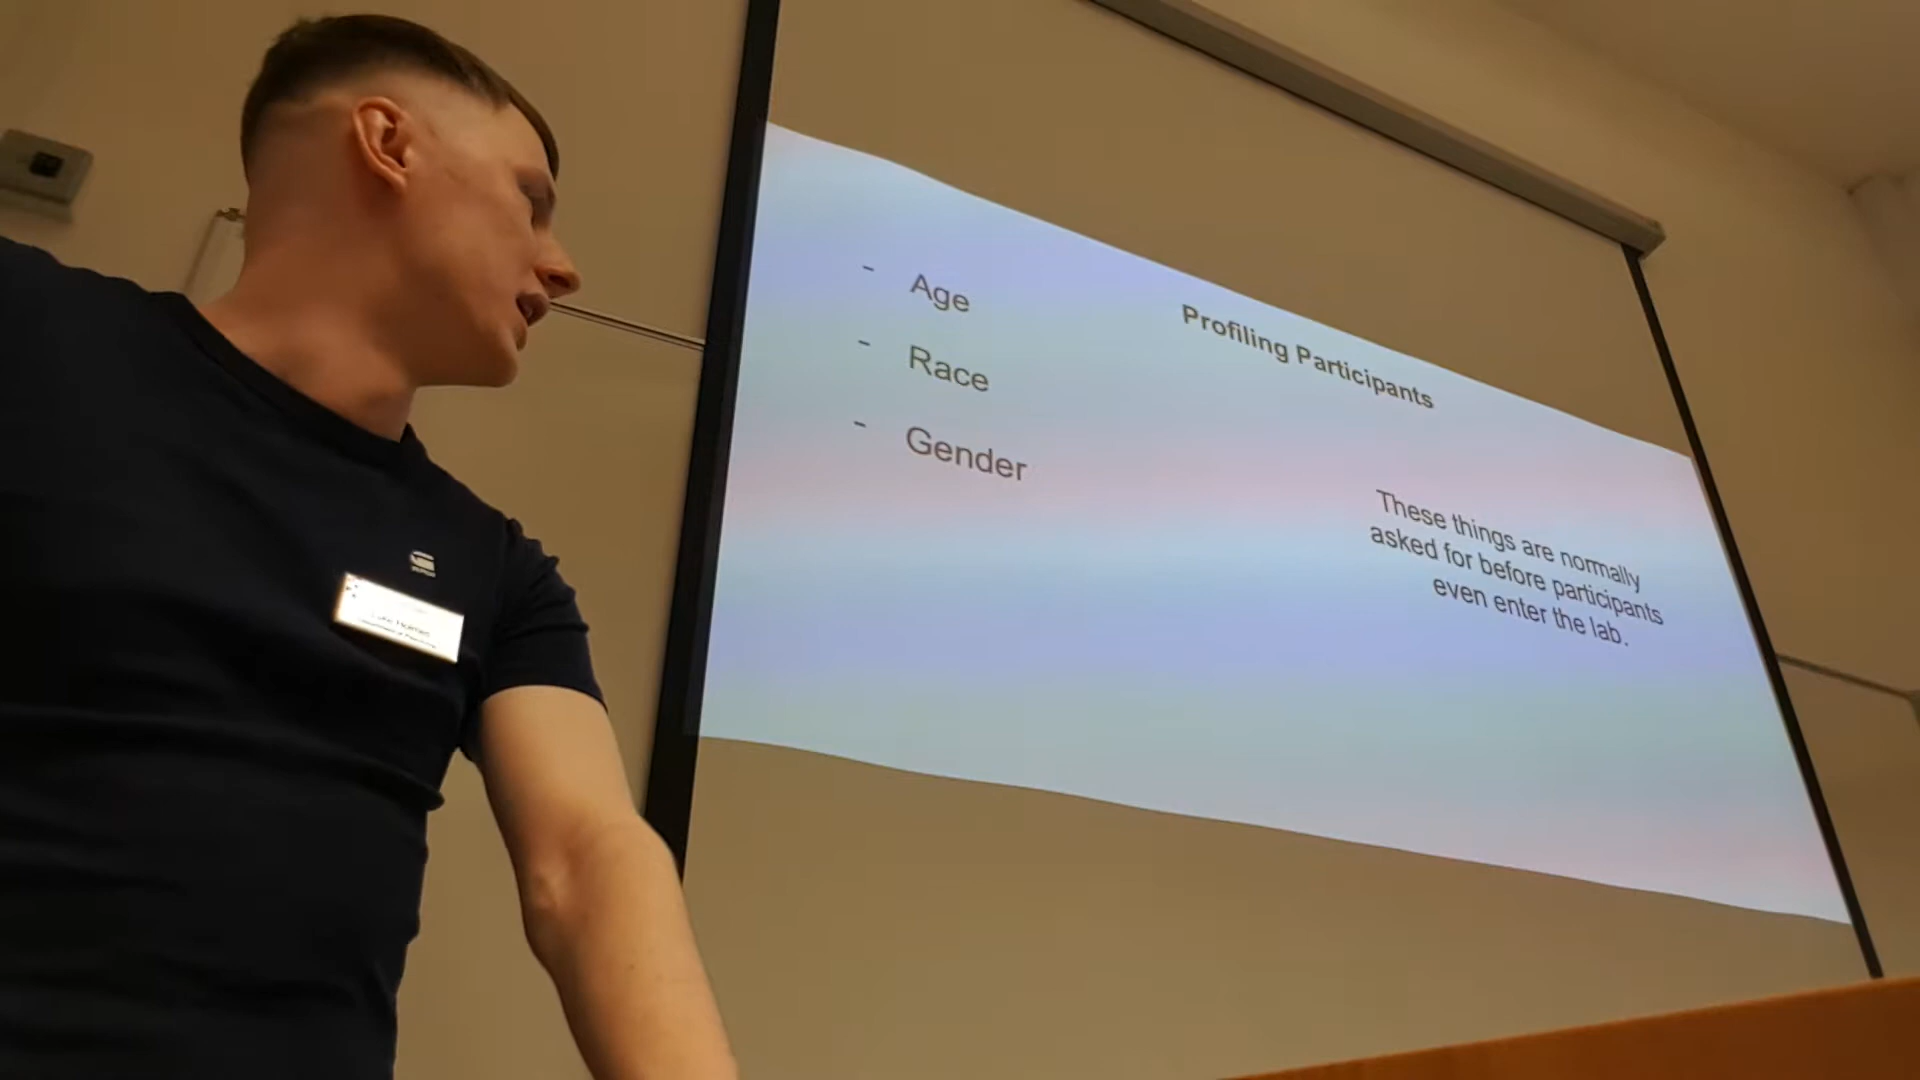 Profiling Participants
- Age
- Race
- Gender
These things are normally
asked for before participants
even enter the lab.